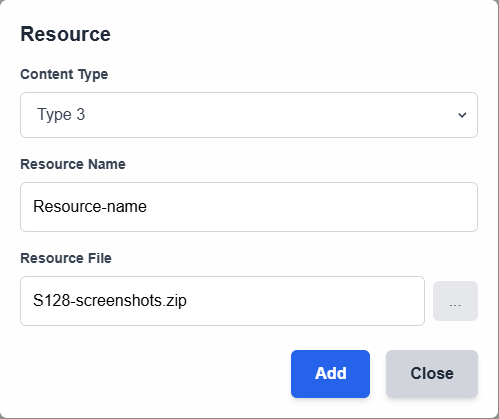 Resource
Content Type
Type 3
Resource Name
Resource-name
Resource File
S128-screenshots.zip
...
Add
Close